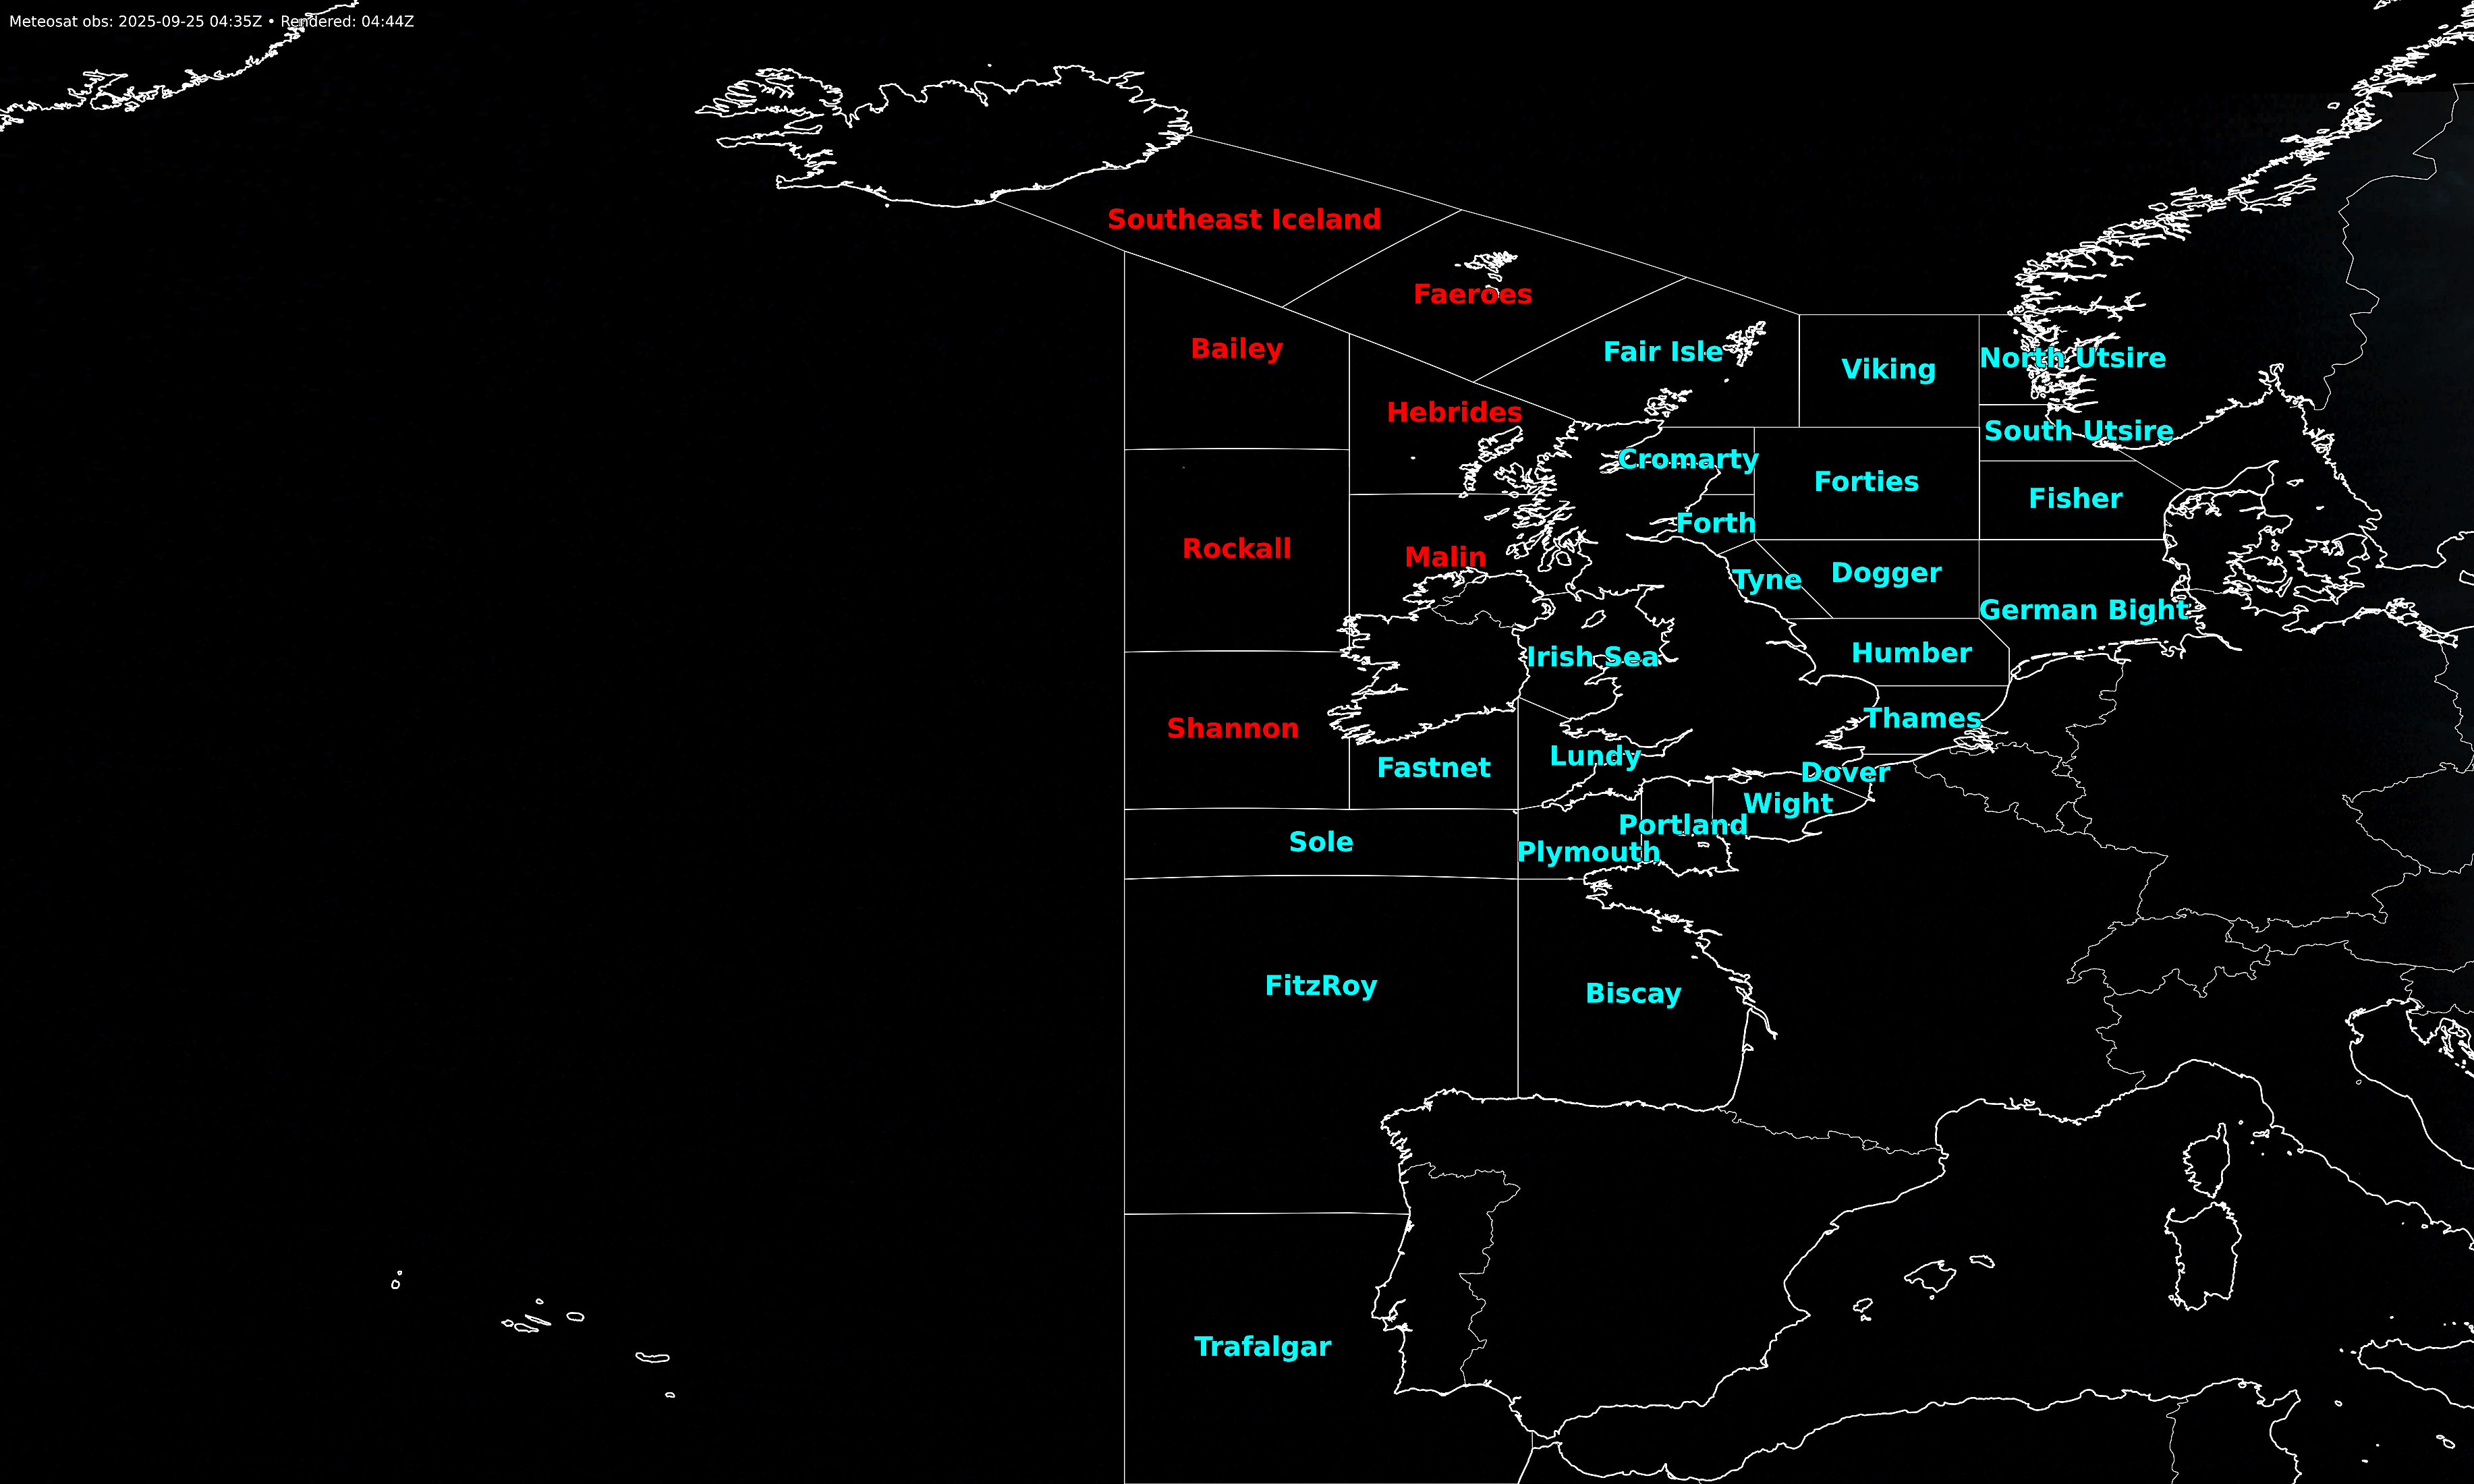 Meteosat obs: 2025-09-25 04:35Z • Rendered: 04:44Z
Southeast Iceland
Faeroes
Bailey
Fair Isle
Viking
North Utsire
Hebrides
South Utsire
Cromarty
Forties
Fisher
Forth
Rockall
Malin
Tyne
Dogger
German Bight
Irish Sea
Humber
Thames
Shannon
Fastnet
Lundy
Dover
Wight
Portland
Sole
Plymouth
FitzRoy
Biscay
Trafalgar